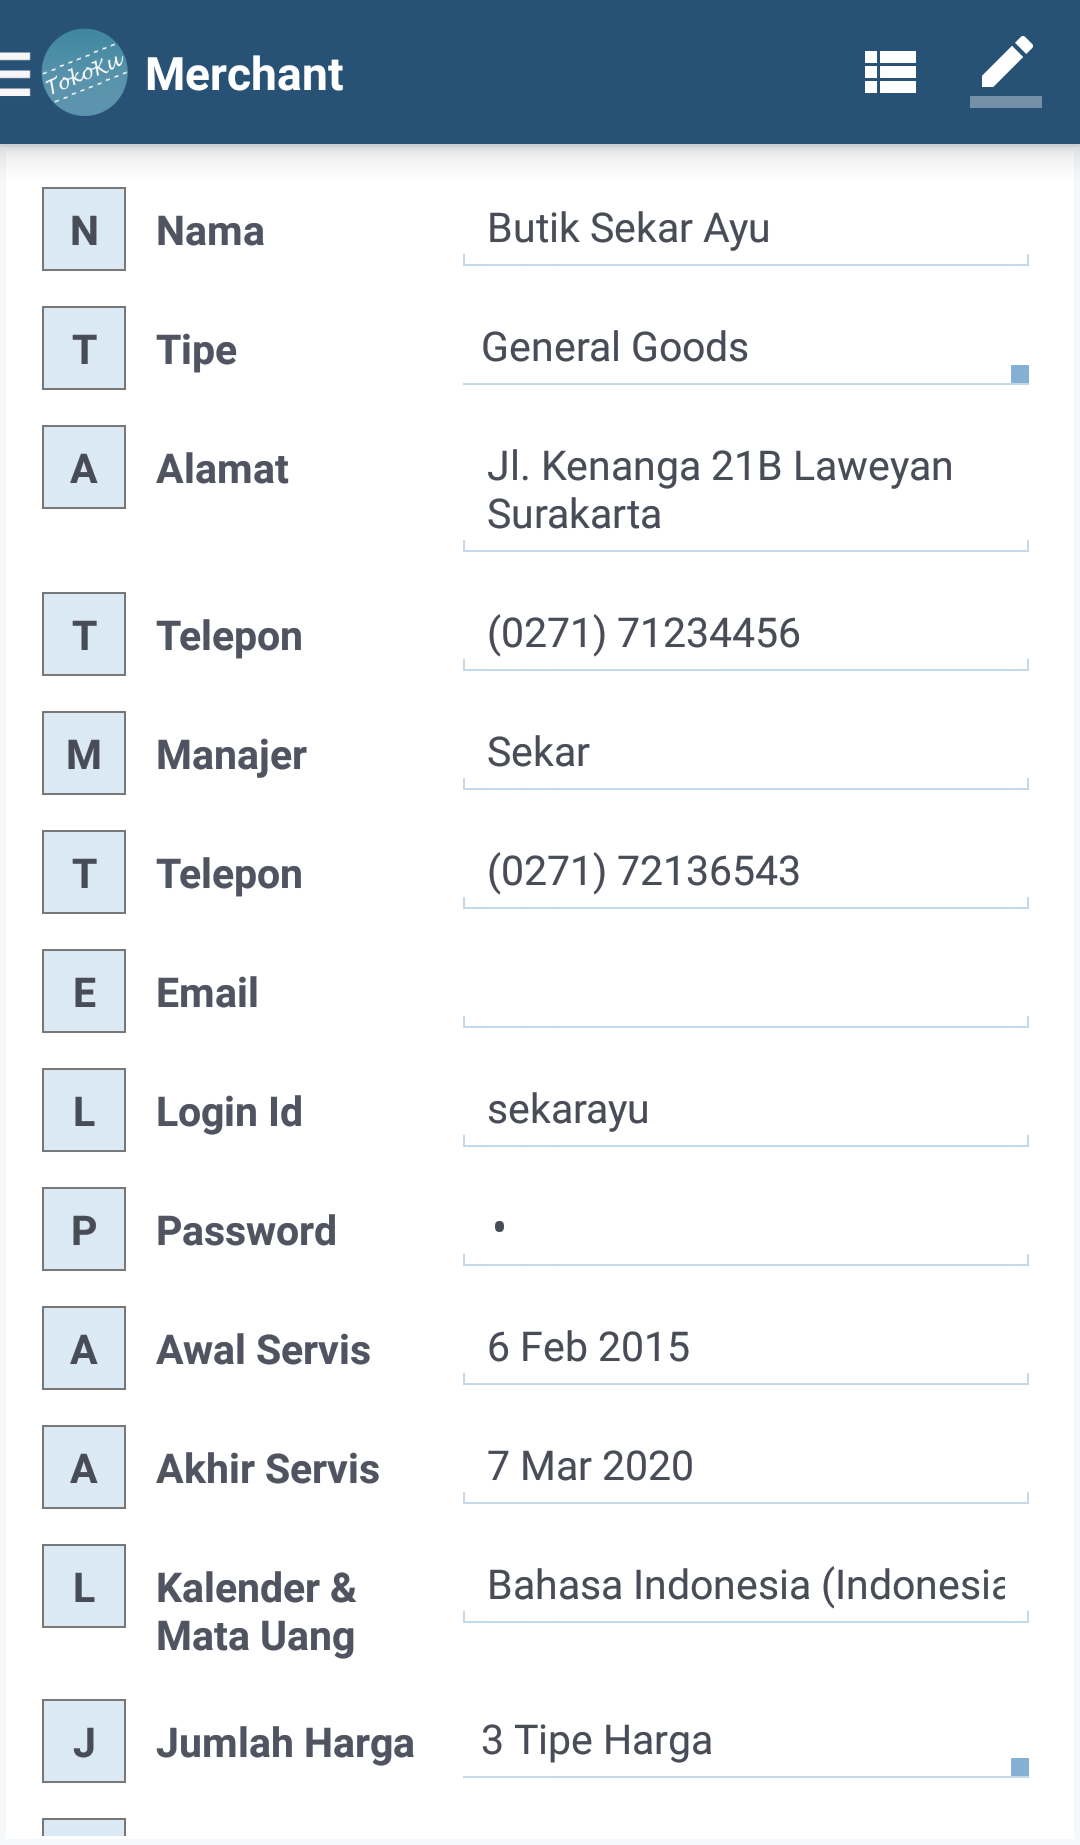 TokoKu Merchant
N Nama Butik Sekar Ayu
T Tipe General Goods
A Alamat Jl. Kenanga 21B Laweyan
Surakarta
T Telepon (0271) 71234456
M Manajer Sekar
T Telepon (0271) 72136543
E Email
L Login Id sekarayu
P Password •
A Awal Servis 6 Feb 2015
A Akhir Servis 7 Mar 2020
L Kalender & Bahasa Indonesia (Indonesia
Mata Uang
J Jumlah Harga 3 Tipe Harga